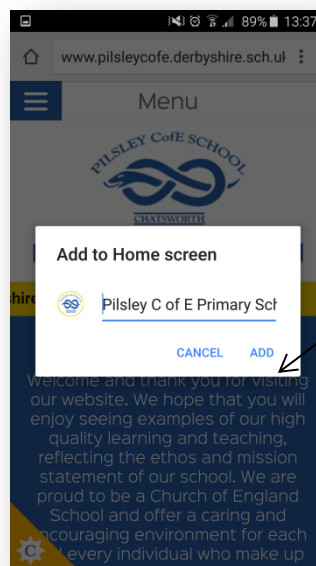 89% 13:37
www.pilsleycofe.derbyshire.sch.uk
Menu
PILSLEY CofE SCHOOL
CHATSWORTH
Add to Home screen
hire
Pilsley C of E Primary Sch
CANCEL ADD
Welcome and thank you for visiting
our website. We hope that you will
enjoy seeing examples of our high
quality learning and teaching,
reflecting the ethos and mission
statement of our school. We are
proud to be a Church of England
School and offer a caring and
encouraging environment for each
C every individual who make up